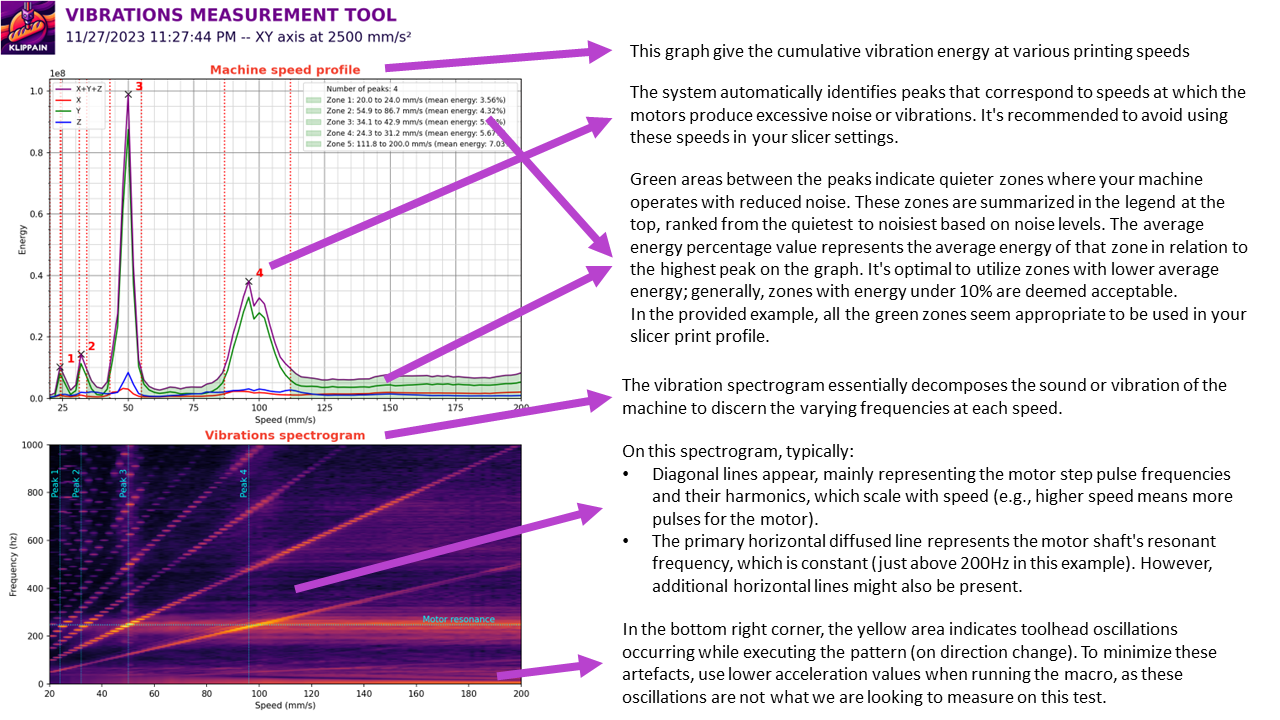 KLIPPAIN
VIBRATIONS MEASUREMENT TOOL
11/27/2023 11:27:44 PM -- XY axis at 2500 mm/s²
Machine speed profile
1e8
X+Y+Z
X
Y
Z
Number of peaks: 4
Zone 1: 20.0 to 24.0 mm/s (mean energy: 3.56%)
Zone 2: 54.9 to 86.7 mm/s (mean energy: 4.32%)
Zone 3: 34.1 to 42.9 mm/s (mean energy:
Zone 4: 24.3 to 31.2 mm/s (mean energy: 5.67
Zone 5: 111.8 to 200.0 mm/s (mean energy: 7.03
1
2
3
4
1.0
0.8
0.6
0.4
0.2
0.0
Energy
25 50 75 100 125 150 175 200
Speed (mm/s)
Vibrations spectrogram
1000
800
600
400
200
0
Frequency (hz)
Peak 1
Peak 2
Peak 3
Peak 4
Motor resonance
20 40 60 80 100 120 140 160 180 200
Speed (mm/s)
This graph give the cumulative vibration energy at various printing speeds
The system automatically identifies peaks that correspond to speeds at which the
motors produce excessive noise or vibrations. It's recommended to avoid using
these speeds in your slicer settings.
Green areas between the peaks indicate quieter zones where your machine
operates with reduced noise. These zones are summarized in the legend at the
top, ranked from the quietest to noisiest based on noise levels. The average
energy percentage value represents the average energy of that zone in relation to
the highest peak on the graph. It's optimal to utilize zones with lower average
energy; generally, zones with energy under 10% are deemed acceptable.
In the provided example, all the green zones seem appropriate to be used in your
slicer print profile.
The vibration spectrogram essentially decomposes the sound or vibration of the
machine to discern the varying frequencies at each speed.
On this spectrogram, typically:
• Diagonal lines appear, mainly representing the motor step pulse frequencies
and their harmonics, which scale with speed (e.g., higher speed means more
pulses for the motor).
• The primary horizontal diffused line represents the motor shaft's resonant
frequency, which is constant (just above 200Hz in this example). However,
additional horizontal lines might also be present.
In the bottom right corner, the yellow area indicates toolhead oscillations
occurring while executing the pattern (on direction change). To minimize these
artefacts, use lower acceleration values when running the macro, as these
oscillations are not what we are looking to measure on this test.